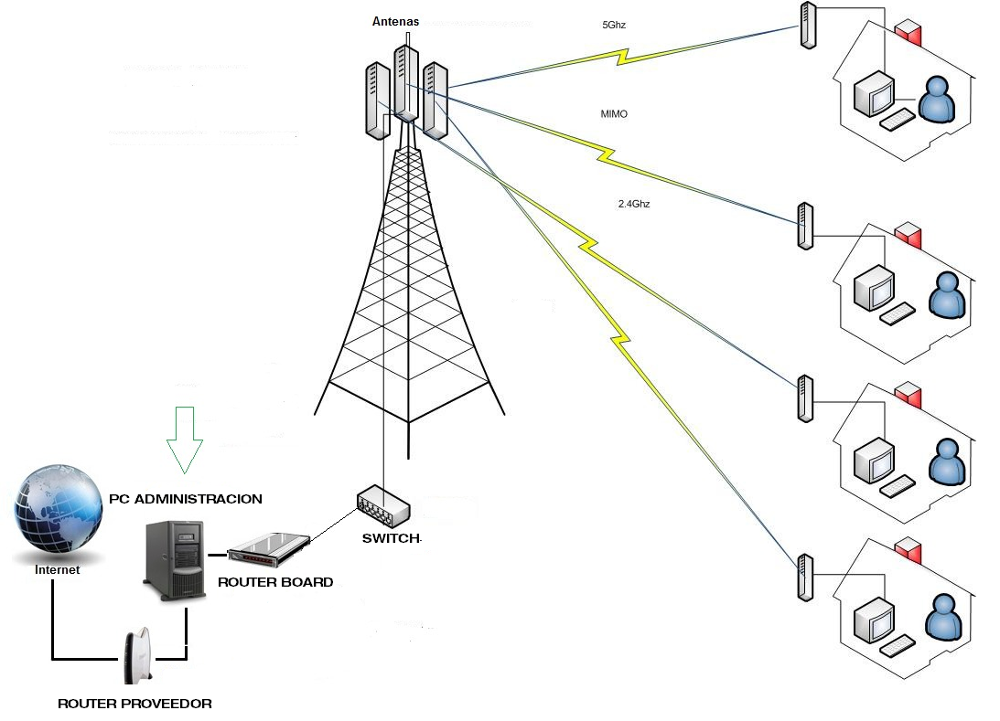 Antenas
5Ghz
MIMO
2.4Ghz
PC ADMINISTRACION
Internet
SWITCH
ROUTER BOARD
ROUTER PROVEEDOR